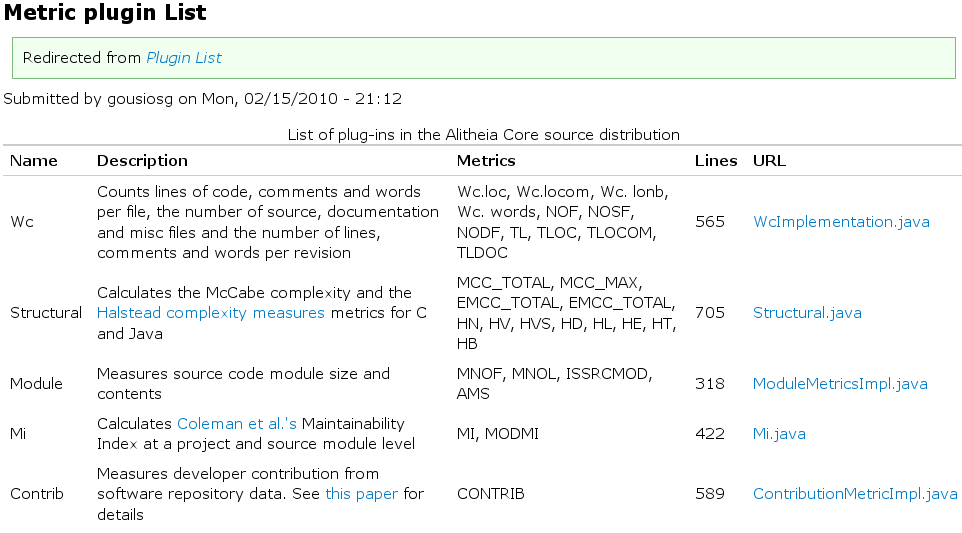 Metric plugin List
Redirected from Plugin List
Submitted by gousiosg on Mon, 02/15/2010 - 21:12
List of plug-ins in the Alitheia Core source distribution
Name Description Metrics Lines URL
Wc
Counts lines of code, comments and words
per file, the number of source, documentation
and misc files and the number of lines,
comments and words per revision
Wc.loc, Wc.locom, Wc. lonb,
Wc. words, NOF, NOSF,
NODF, TL, TLOC, TLOCOM,
TLDOC
565
WcImplementation.java
Structural
Calculates the McCabe complexity and the
Halstead complexity measures metrics for C
and Java
MCC_TOTAL, MCC_MAX,
EMCC_TOTAL, EMCC_TOTAL,
HN, HV, HVS, HD, HL, HE, HT,
HB
705
Structural.java
Module
Measures source code module size and
contents
MNOF, MNOL, ISSRCMOD,
AMS
318
ModuleMetricsImpl.java
Mi
Calculates Coleman et al.'s Maintainability
Index at a project and source module level
MI, MODMI
422
Mi.java
Contrib
Measures developer contribution from
software repository data. See this paper for
details
CONTRIB
589
ContributionMetricImpl.java